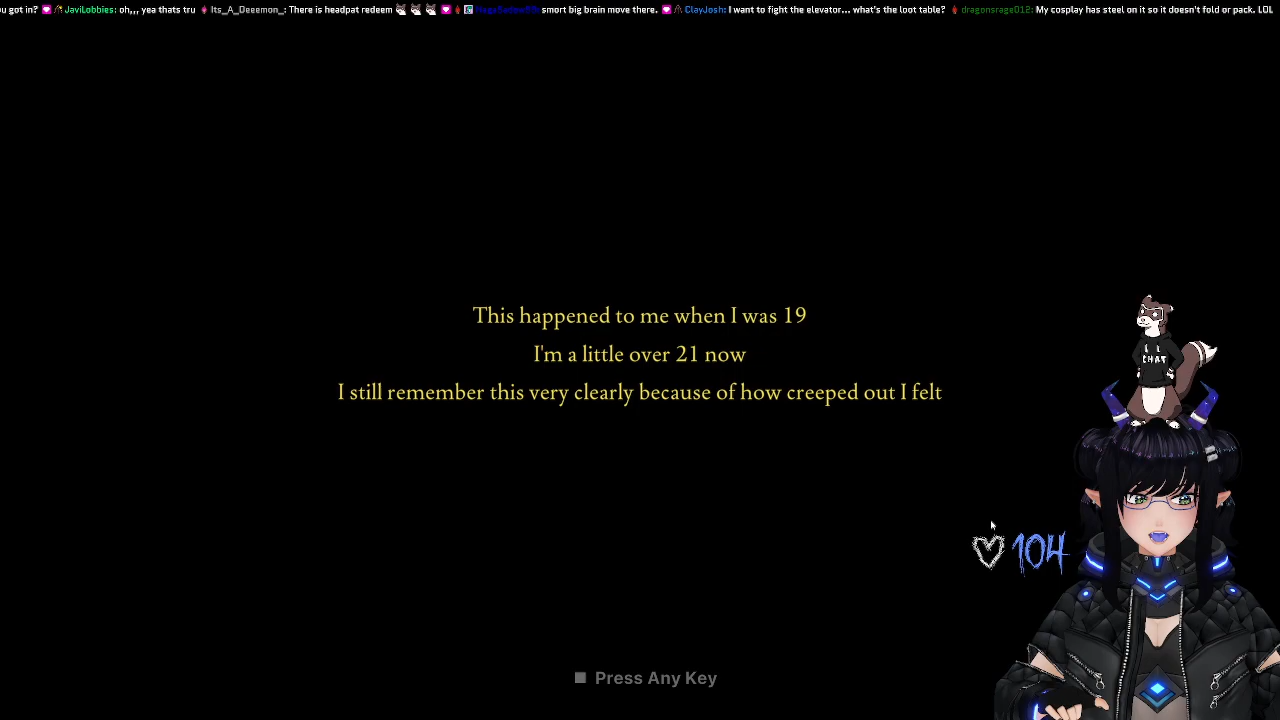 u got in? JaviLobbies: oh,,, yea thats tru Its_A_Deeemon_: There is headpat redeem smort big brain move there. ClayJosh: I want to fight the elevator... what's the loot table? dragonsrage012: My cosplay has steel on it so it doesn't fold or pack. LOL
This happened to me when I was 19
I'm a little over 21 now
I still remember this very clearly because of how creeped out I felt
CHAT
104
Press Any Key